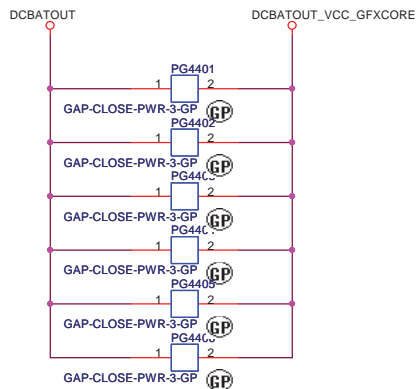 DCBATOUT DCBATOUT_VCC_GFXCORE
PG4401
1 2
GAP-CLOSE-PWR-3-GP GP
PG4402
1 2
GAP-CLOSE-PWR-3-GP GP
1 2
GAP-CLOSE-PWR-3-GP GP
1 2
GAP-CLOSE-PWR-3-GP GP
PG4405
1 2
GAP-CLOSE-PWR-3-GP GP
1 2
GAP-CLOSE-PWR-3-GP GP